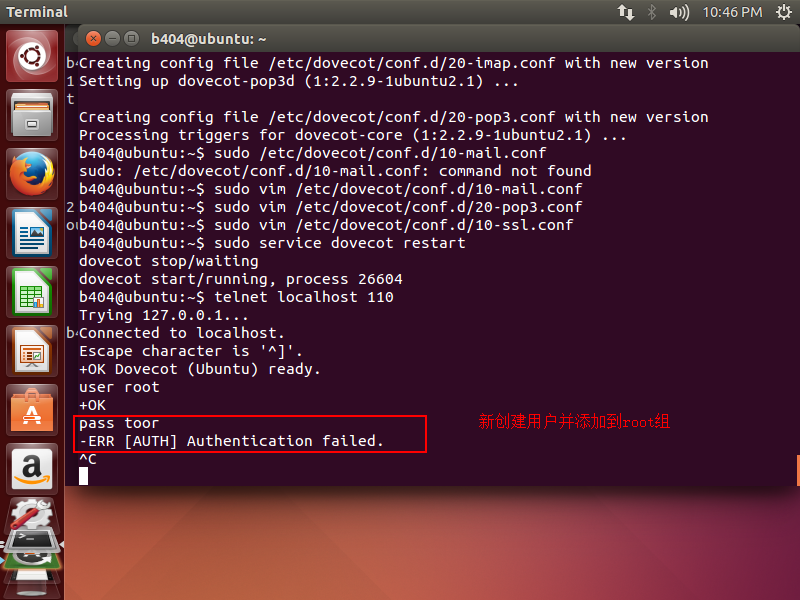 Terminal
10:46 PM
b404@ubuntu: ~
Creating config file /etc/dovecot/conf.d/20-imap.conf with new version
Setting up dovecot-pop3d (1:2.2.9-1ubuntu2.1) ...
Creating config file /etc/dovecot/conf.d/20-pop3.conf with new version
Processing triggers for dovecot-core (1:2.2.9-1ubuntu2.1) ...
b404@ubuntu:~$ sudo /etc/dovecot/conf.d/10-mail.conf
sudo: /etc/dovecot/conf.d/10-mail.conf: command not found
b404@ubuntu:~$ sudo vim /etc/dovecot/conf.d/10-mail.conf
b404@ubuntu:~$ sudo vim /etc/dovecot/conf.d/20-pop3.conf
b404@ubuntu:~$ sudo vim /etc/dovecot/conf.d/10-ssl.conf
b404@ubuntu:~$ sudo service dovecot restart
dovecot stop/waiting
dovecot start/running, process 26604
b404@ubuntu:~$ telnet localhost 110
Trying 127.0.0.1...
Connected to localhost.
Escape character is '^]'.
+OK Dovecot (Ubuntu) ready.
user root
+OK
pass toor
-ERR [AUTH] Authentication failed.
^C
新创建用户并添加到root组